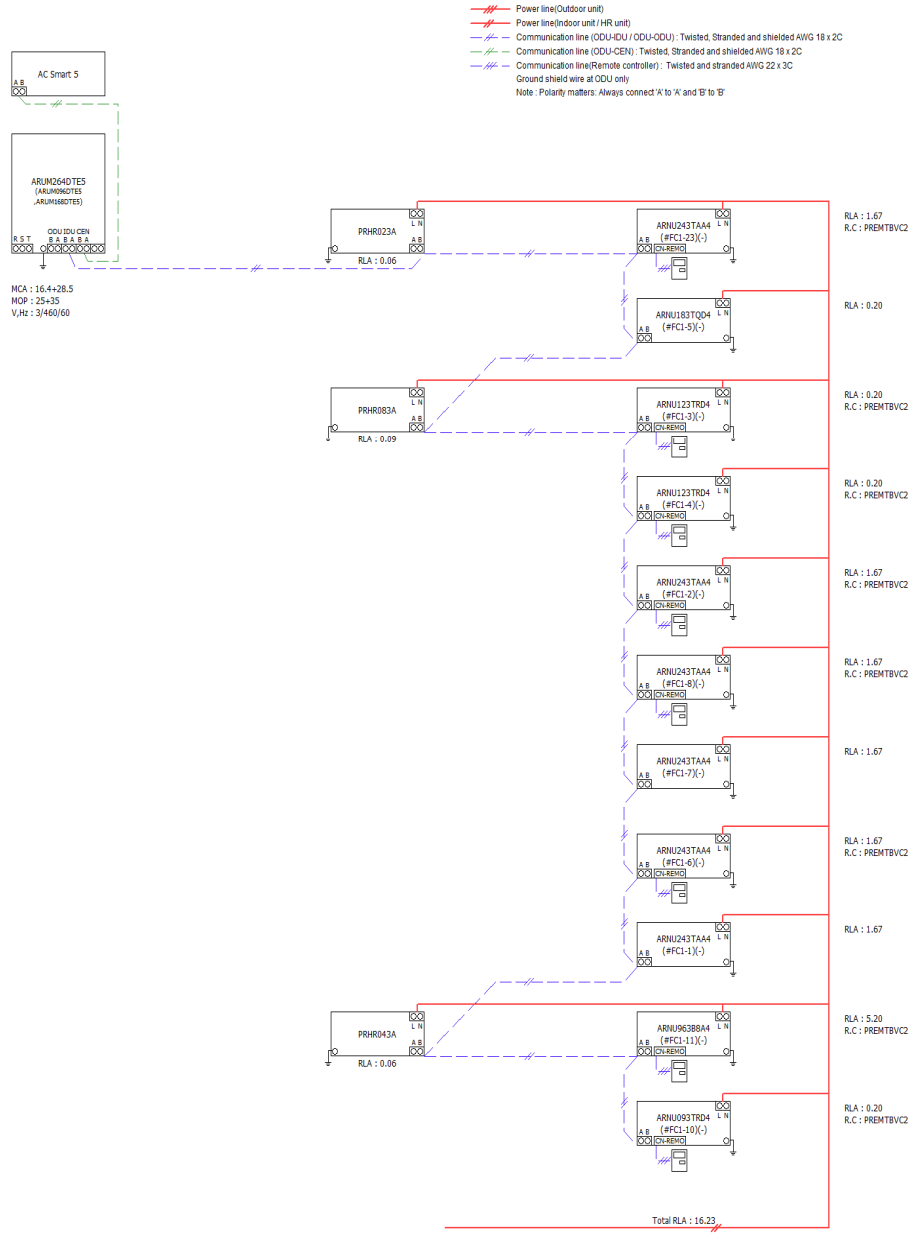 Power line(Outdoor unit)
Power line(Indoor unit / HR unit)
Communication line (ODU-IDU / ODU-ODU) : Twisted, Stranded and shielded AWG 18 x 2C
Communication line (ODU-CEN) : Twisted, Stranded and shielded AWG 18 x 2C
Communication line(Remote controller) : Twisted and stranded AWG 22 x 3C
Ground shield wire at ODU only
Note : Polarity matters: Always connect 'A' to 'A' and 'B' to 'B'
AC Smart 5
A B
ARUM264DTE5
(ARUM096DTE5
,ARUM168DTE5)
ODU IDU CEN
R S T B A B A B A
MCA : 16.4+28.5
MOP : 25+35
V,Hz : 3/460/60
PRHR023A
L N
A B
RLA : 0.06
ARNU243TAA4
L N
(#FC1-23)(-)
A B
CN-REMO
RLA : 1.67
R.C : PREMTBVC2
ARNU183TQD4
L N
(#FC1-5)(-)
A B
RLA : 0.20
PRHR083A
L N
A B
RLA : 0.09
ARNU123TRD4
L N
(#FC1-3)(-)
A B
CN-REMO
RLA : 0.20
R.C : PREMTBVC2
ARNU123TRD4
L N
(#FC1-4)(-)
A B
CN-REMO
RLA : 0.20
R.C : PREMTBVC2
ARNU243TAA4
L N
(#FC1-2)(-)
A B
CN-REMO
RLA : 1.67
R.C : PREMTBVC2
ARNU243TAA4
L N
(#FC1-8)(-)
A B
CN-REMO
RLA : 1.67
R.C : PREMTBVC2
ARNU243TAA4
L N
(#FC1-7)(-)
A B
RLA : 1.67
ARNU243TAA4
L N
(#FC1-6)(-)
A B
CN-REMO
RLA : 1.67
R.C : PREMTBVC2
ARNU243TAA4
L N
(#FC1-1)(-)
A B
RLA : 1.67
PRHR043A
L N
A B
RLA : 0.06
ARNU963B8A4
L N
(#FC1-11)(-)
A B
CN-REMO
RLA : 5.20
R.C : PREMTBVC2
ARNU093TRD4
L N
(#FC1-10)(-)
A B
CN-REMO
RLA : 0.20
R.C : PREMTBVC2
Total RLA : 16.23